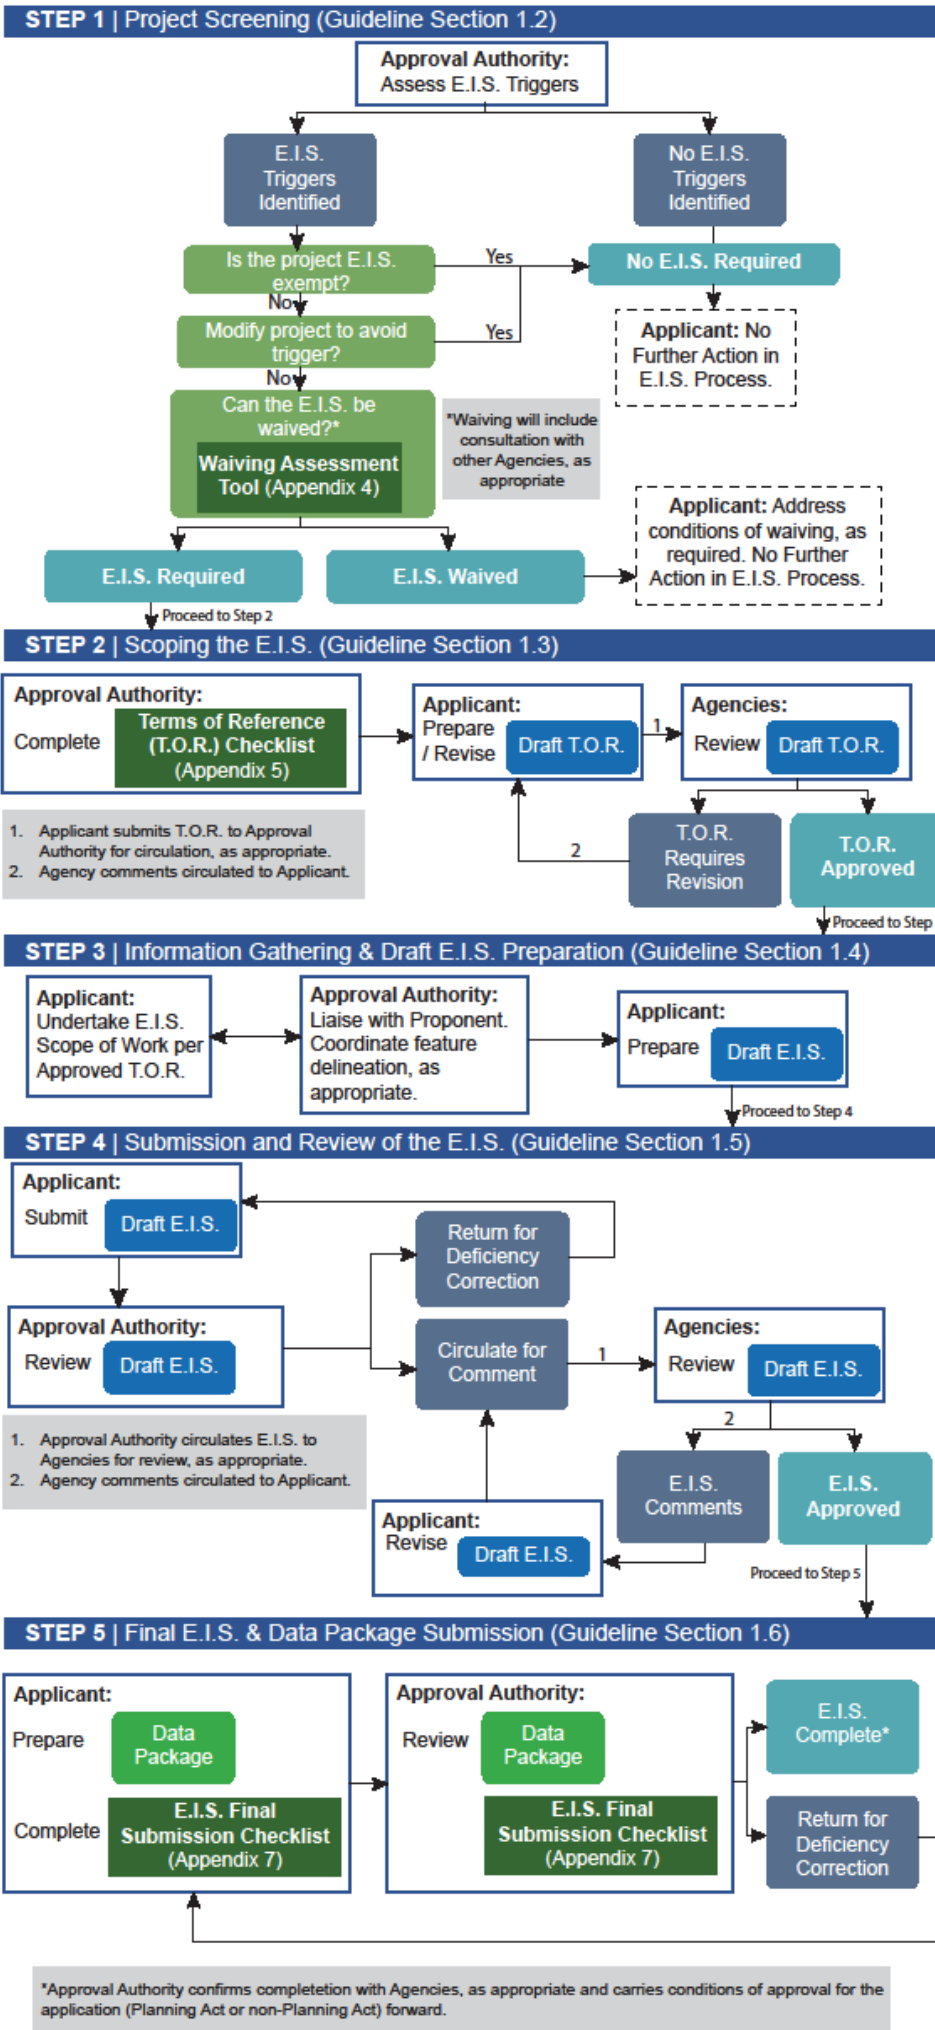 STEP 1 | Project Screening (Guideline Section 1.2)
Approval Authority:
Assess E.I.S. Triggers
E.I.S.
Triggers
Identified
No E.I.S.
Triggers
Identified
Is the project E.I.S.
exempt?
Yes
No E.I.S. Required
No
Modify project to avoid
trigger?
Yes
Applicant: No
Further Action in
E.I.S. Process.
No
Can the E.I.S. be
waived?*
Waiving Assessment
Tool (Appendix 4)
*Waiving will include
consultation with
other Agencies, as
appropriate
Applicant: Address
conditions of waiving, as
required. No Further
Action in E.I.S. Process.
E.I.S. Required
E.I.S. Waived
Proceed to Step 2
STEP 2 | Scoping the E.I.S. (Guideline Section 1.3)
Approval Authority:
Complete
Terms of Reference
(T.O.R.) Checklist
(Appendix 5)
Applicant:
Prepare
/ Revise
Draft T.O.R.
1
Agencies:
Review
Draft T.O.R.
1. Applicant submits T.O.R. to Approval
Authority for circulation, as appropriate.
2. Agency comments circulated to Applicant.
2
T.O.R.
Requires
Revision
T.O.R.
Approved
Proceed to Step
STEP 3 | Information Gathering & Draft E.I.S. Preparation (Guideline Section 1.4)
Applicant:
Undertake E.I.S.
Scope of Work per
Approved T.O.R.
Approval Authority:
Liaise with Proponent.
Coordinate feature
delineation, as
appropriate.
Applicant:
Prepare
Draft E.I.S.
Proceed to Step 4
STEP 4 | Submission and Review of the E.I.S. (Guideline Section 1.5)
Applicant:
Submit
Draft E.I.S.
Return for
Deficiency
Correction
Approval Authority:
Review
Draft E.I.S.
Circulate for
Comment
1
Agencies:
Review
Draft E.I.S.
1. Approval Authority circulates E.I.S. to
Agencies for review, as appropriate.
2. Agency comments circulated to Applicant.
2
E.I.S.
Comments
E.I.S.
Approved
Applicant:
Revise
Draft E.I.S.
Proceed to Step 5
STEP 5 | Final E.I.S. & Data Package Submission (Guideline Section 1.6)
Applicant:
Prepare
Data
Package
Complete
E.I.S. Final
Submission Checklist
(Appendix 7)
Approval Authority:
Review
Data
Package
E.I.S. Final
Submission Checklist
(Appendix 7)
E.I.S.
Complete*
Return for
Deficiency
Correction
*Approval Authority confirms completetion with Agencies, as appropriate and carries conditions of approval for the
application (Planning Act or non-Planning Act) forward.